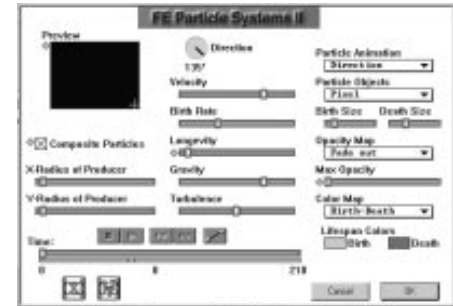 FE Particle Systems II
Preview
Direction
135°
Particle Animation
Direction
Velocity
Particle Objects
Pixel
Birth Rate
Birth Size Death Size
Composite Particles
Longevity
Opacity Map
Fade out
X-Radius of Producer
Gravity
Max Opacity
Y-Radius of Producer
Turbulence
Color Map
Birth-Death
Lifespan Colors
Birth Death
Time:
0 0 210
Cancel OK